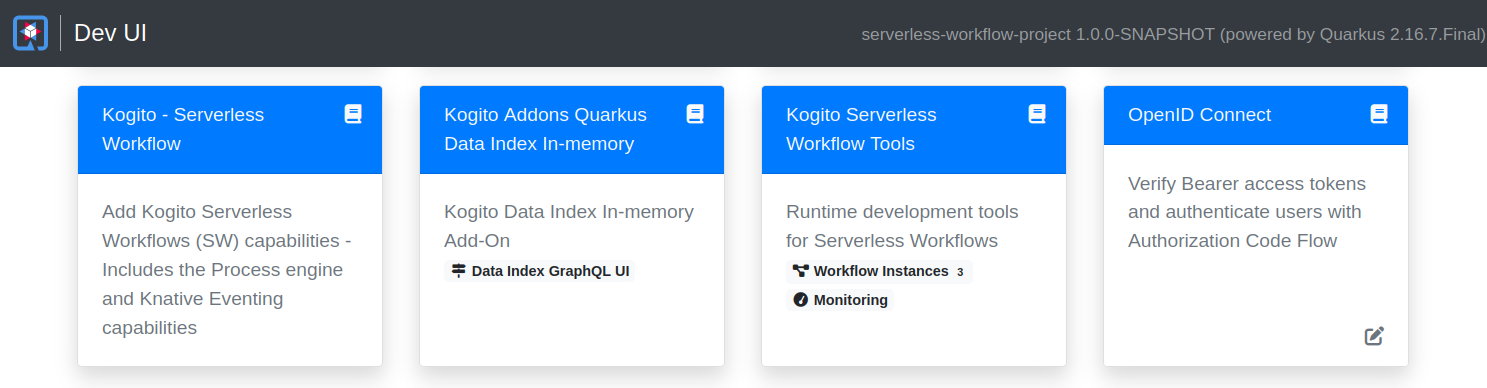 Dev UI
serverless-workflow-project 1.0.0-SNAPSHOT (powered by Quarkus 2.16.7.Final)
Kogito - Serverless
Workflow
Add Kogito Serverless
Workflows (SW) capabilities -
Includes the Process engine
and Knative Eventing
capabilities
Kogito Addons Quarkus
Data Index In-memory
Kogito Data Index In-memory
Add-On
Data Index GraphQL UI
Kogito Serverless
Workflow Tools
Runtime development tools
for Serverless Workflows
Workflow Instances 3
Monitoring
OpenID Connect
Verify Bearer access tokens
and authenticate users with
Authorization Code Flow